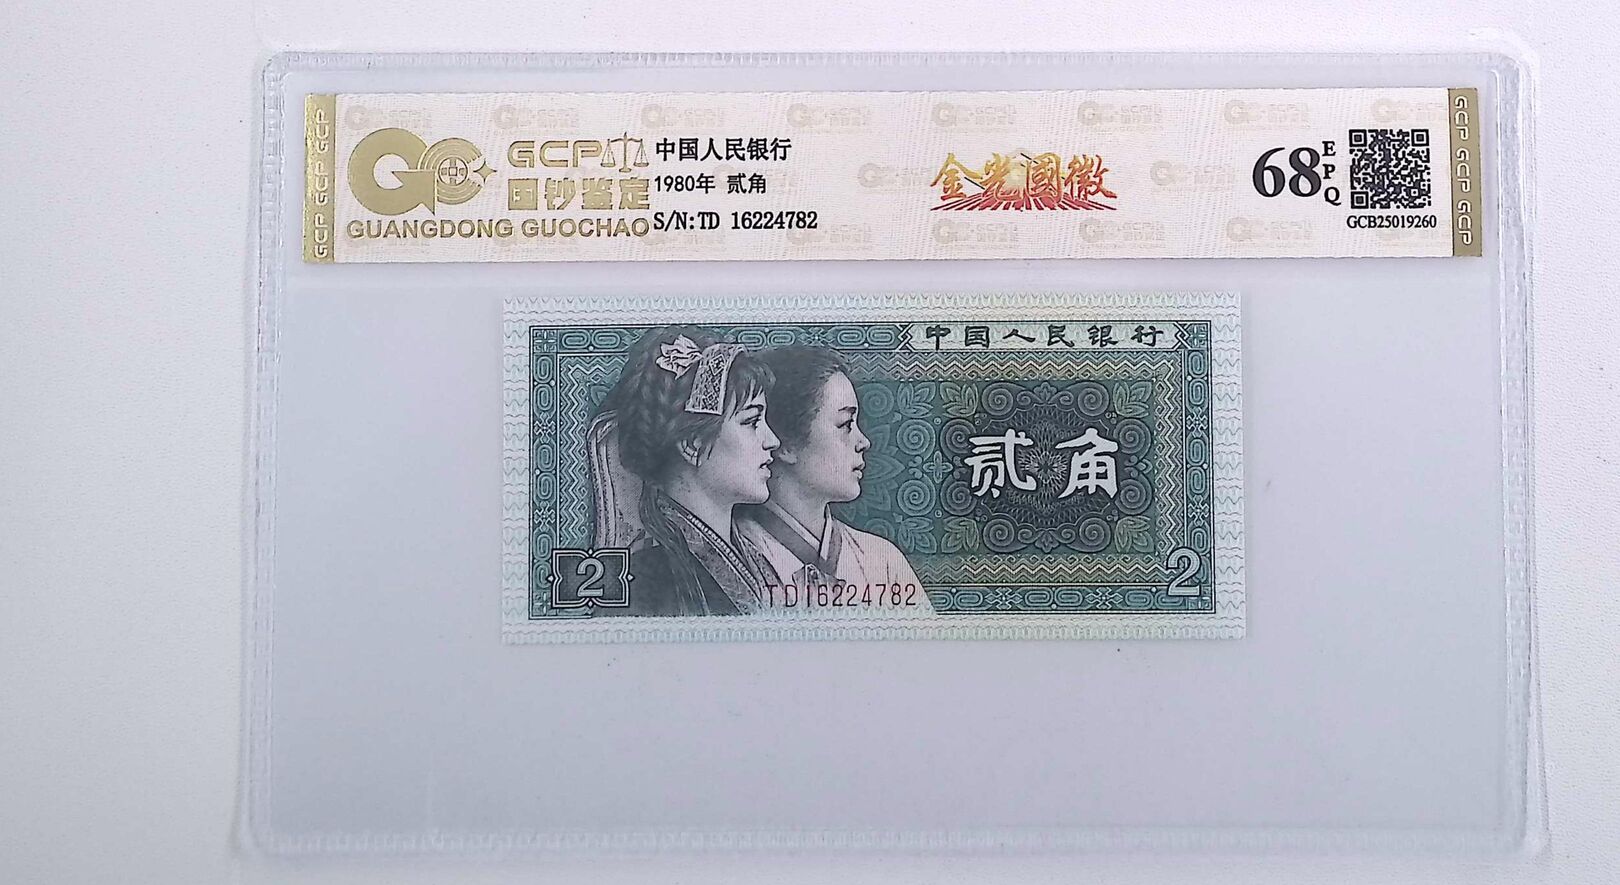 GCP GCP GCP
GCP
国钞鉴定
GUANGDONG GUOCHAO
中国人民银行
1980年 贰角
S/N:TD 16224782
金光國徽
68 EPQ
GCB25019260
GCP GCP GCP
中国人民银行
贰角
2
TD16224782
2